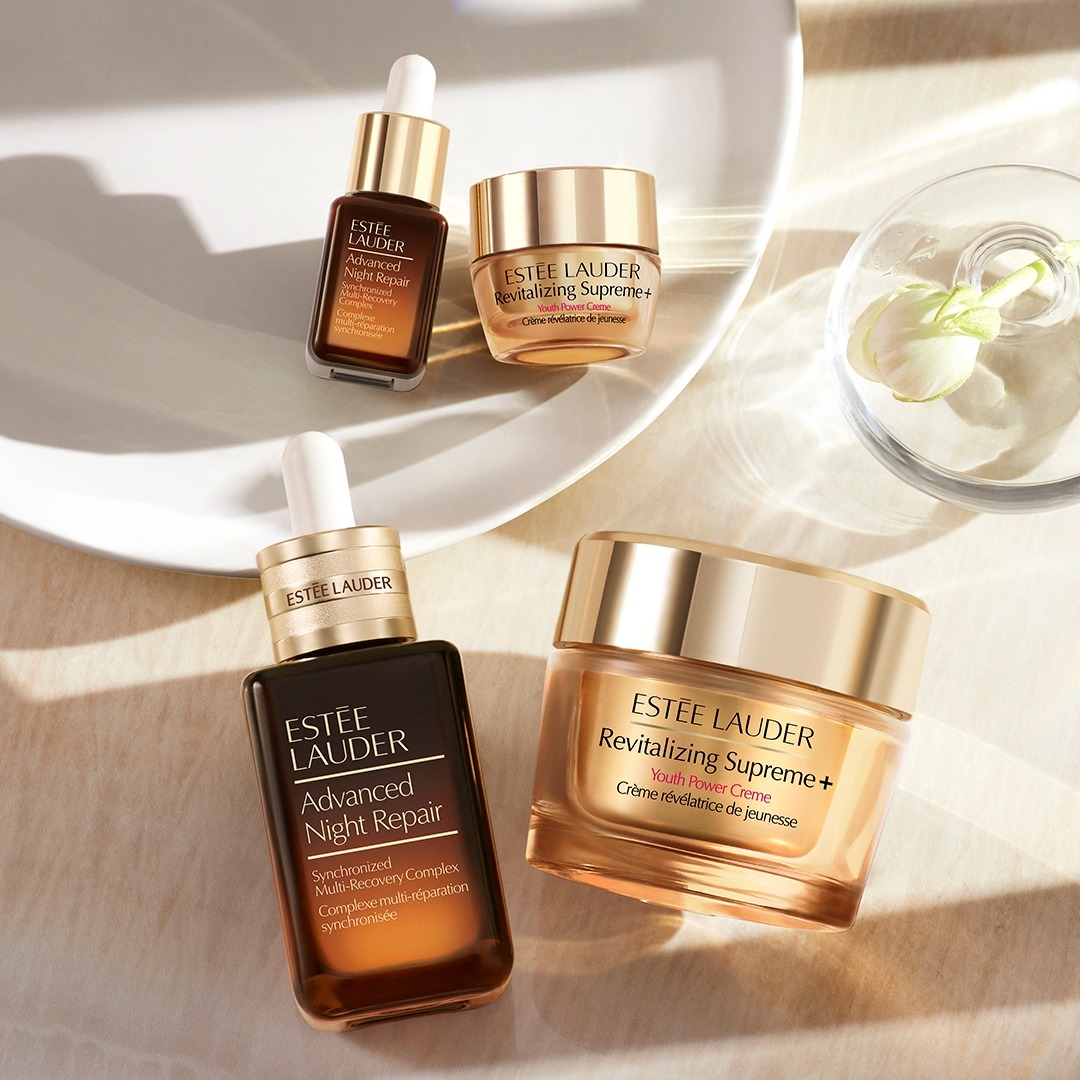 ESTĒE
LAUDER
Advanced
Night Repair
Synchronized
Multi-Recovery
Complex
Complexe
multi-réparation
synchronisée
ESTĒE LAUDER
Revitalizing Supreme+
Youth Power Creme
Crème révélatrice de jeunesse
ESTĒE LAUDER
ESTĒE
LAUDER
Advanced
Night Repair
Synchronized
Multi-Recovery Complex
Complexe multi-réparation
synchronisée
ESTĒE LAUDER
Revitalizing Supreme+
Youth Power Creme
Crème révélatrice de jeunesse